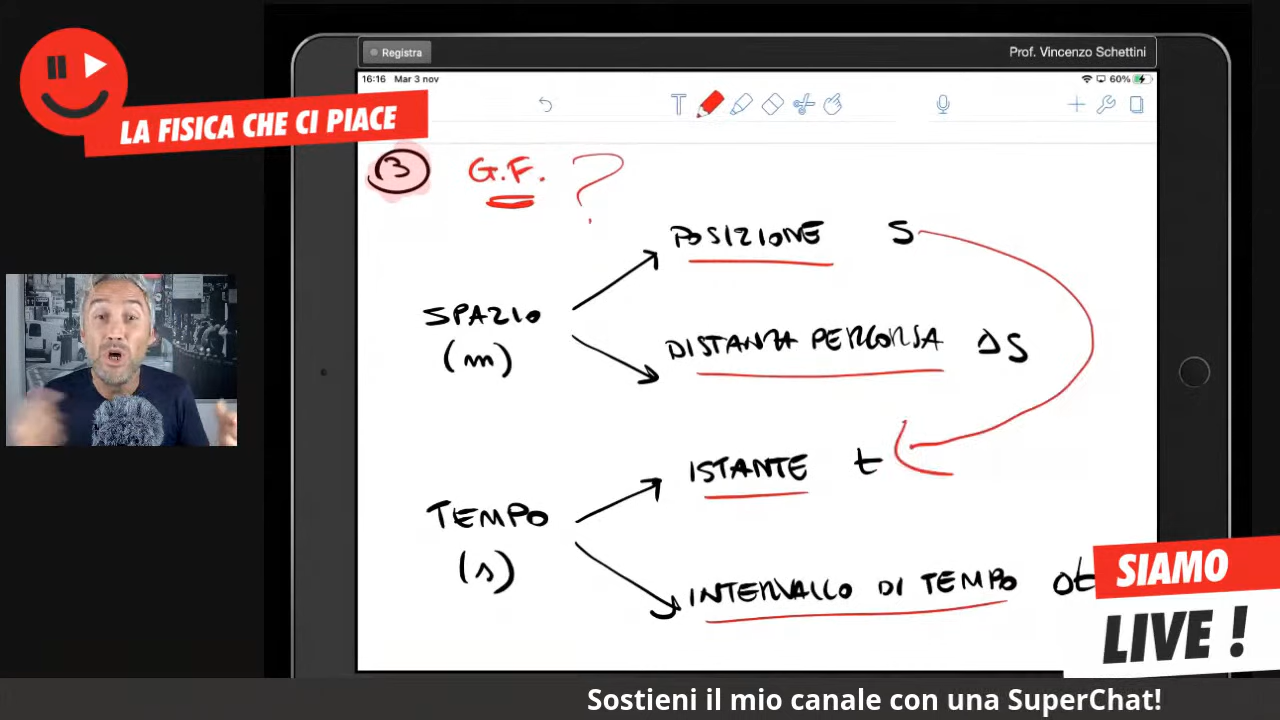 Registra
Prof. Vincenzo Schettini
16:16 Mar 3 nov
60%
LA FISICA CHE CI PIACE
T
3 G.F. ?
POSIZIONE S
SPAZIO
(m)
DISTANZA PERCORSA ΔS
ISTANTE t
TEMPO
(s)
INTERVALLO DI TEMPO Δt
SIAMO
LIVE !
Sostieni il mio canale con una SuperChat!